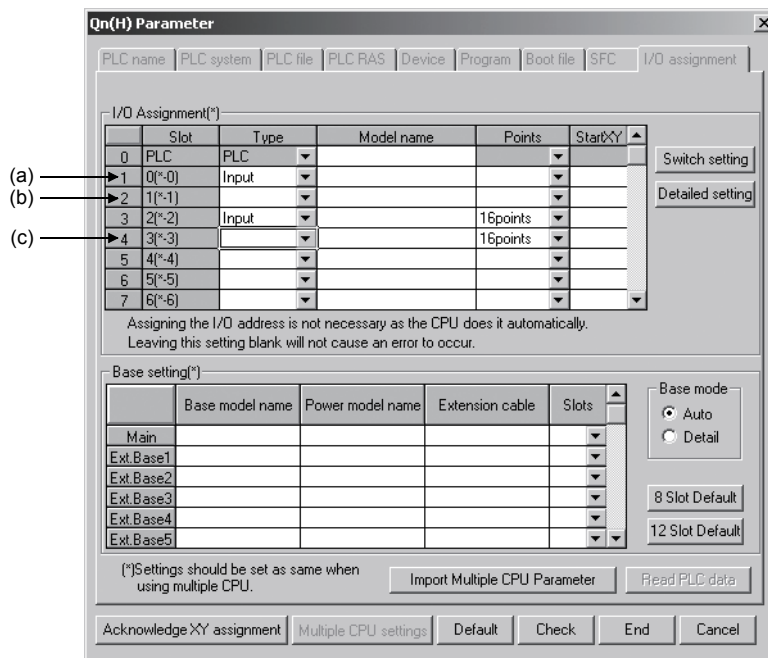 Qn(H) Parameter
PLC name PLC system PLC file PLC RAS Device Program Boot file SFC I/O assignment
I/O Assignment(*)
Slot Type Model name Points StartXY
0 PLC PLC
(a) 1 0(*-0) Input
(b) 2 1(*-1)
3 2(*-2) Input 16points
(c) 4 3(*-3) 16points
5 4(*-4)
6 5(*-5)
7 6(*-6)
Switch setting
Detailed setting
Assigning the I/O address is not necessary as the CPU does it automatically.
Leaving this setting blank will not cause an error to occur.
Base setting(*)
Base model name Power model name Extension cable Slots
Main
Ext.Base1
Ext.Base2
Ext.Base3
Ext.Base4
Ext.Base5
Base mode
Auto
Detail
8 Slot Default
12 Slot Default
(*)Settings should be set as same when
using multiple CPU.
Import Multiple CPU Parameter Read PLC data
Acknowledge XY assignment Multiple CPU settings Default Check End Cancel